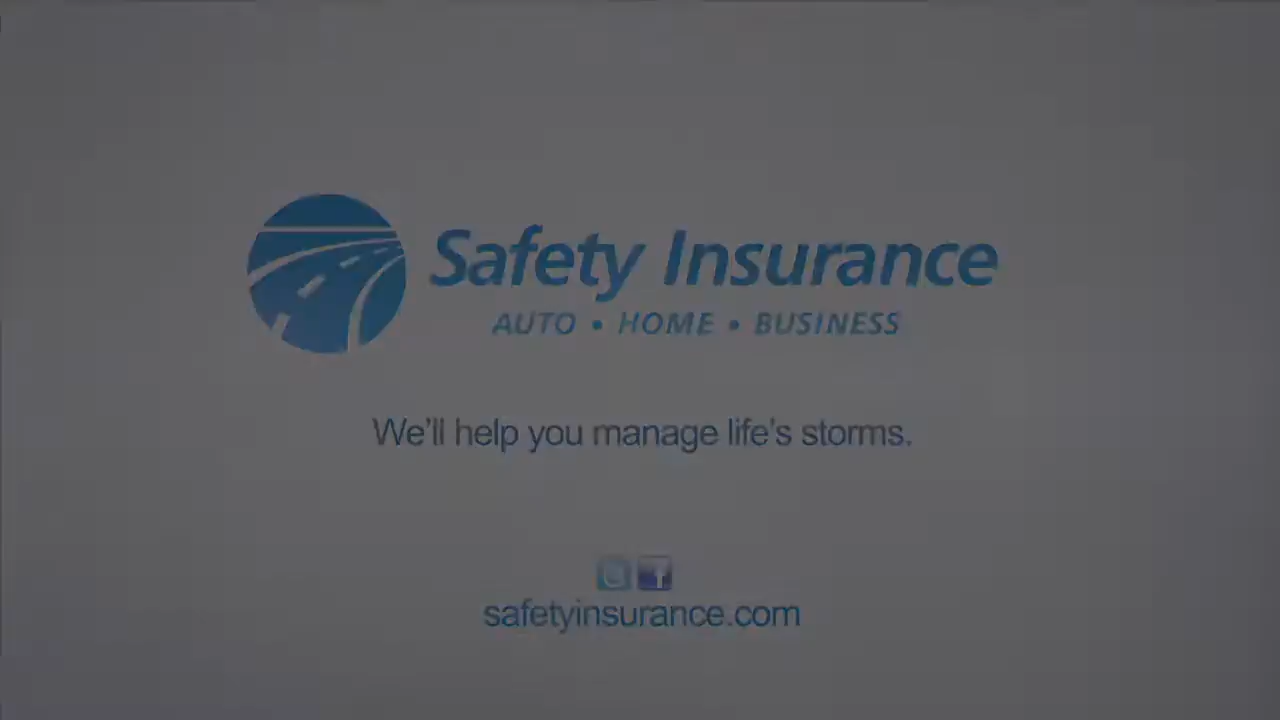 Safety Insurance
AUTO • HOME • BUSINESS
We'll help you manage life's storms.
safetyinsurance.com